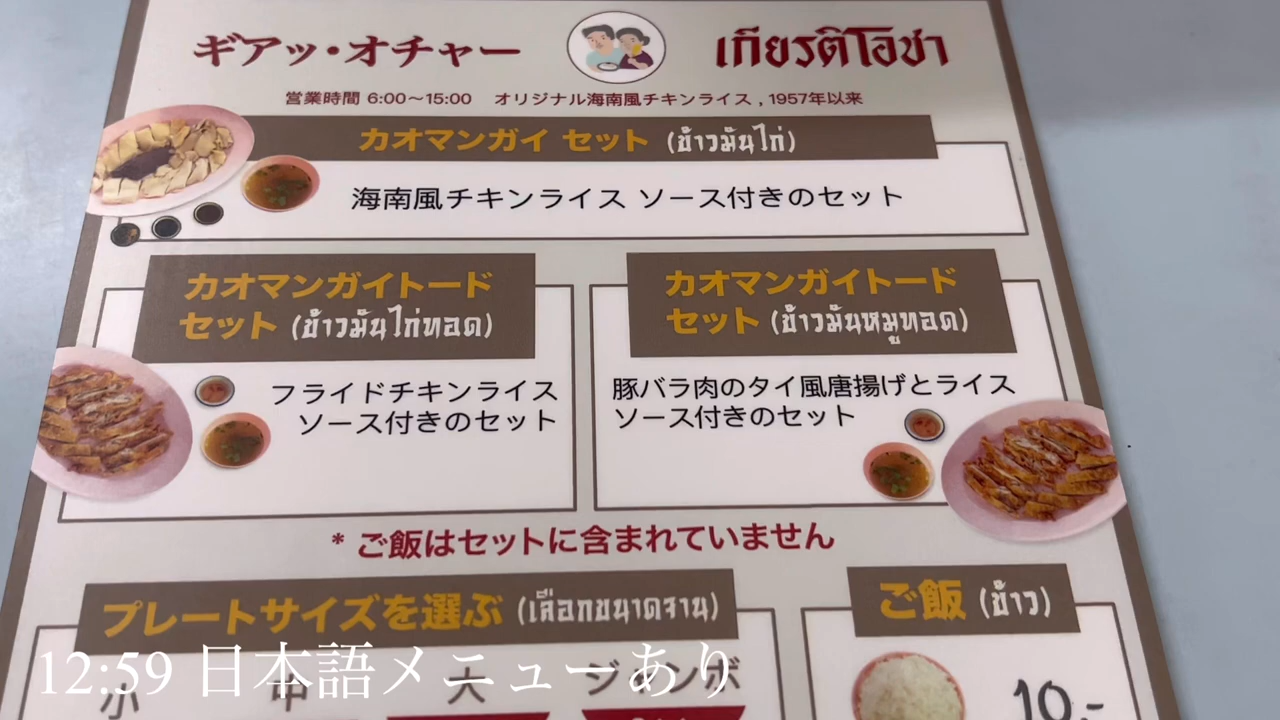 ギアッ・オチャー
เกียรติโอชา
営業時間 6:00〜15:00 オリジナル海南風チキンライス , 1957年以来
カオマンガイ セット (ข้าวมันไก่)
海南風チキンライス ソース付きのセット
カオマンガイトード
セット (ข้าวมันไก่ทอด)
フライドチキンライス
ソース付きのセット
カオマンガイトード
セット (ข้าวมันหมูทอด)
豚バラ肉のタイ風唐揚げとライス
ソース付きのセット
* ご飯はセットに含まれていません
プレートサイズを選ぶ (เลือกขนาดจาน)
小 中 大 ジャンボ
ご飯 (ข้าว)
10.-
12:59 日本語メニューあり